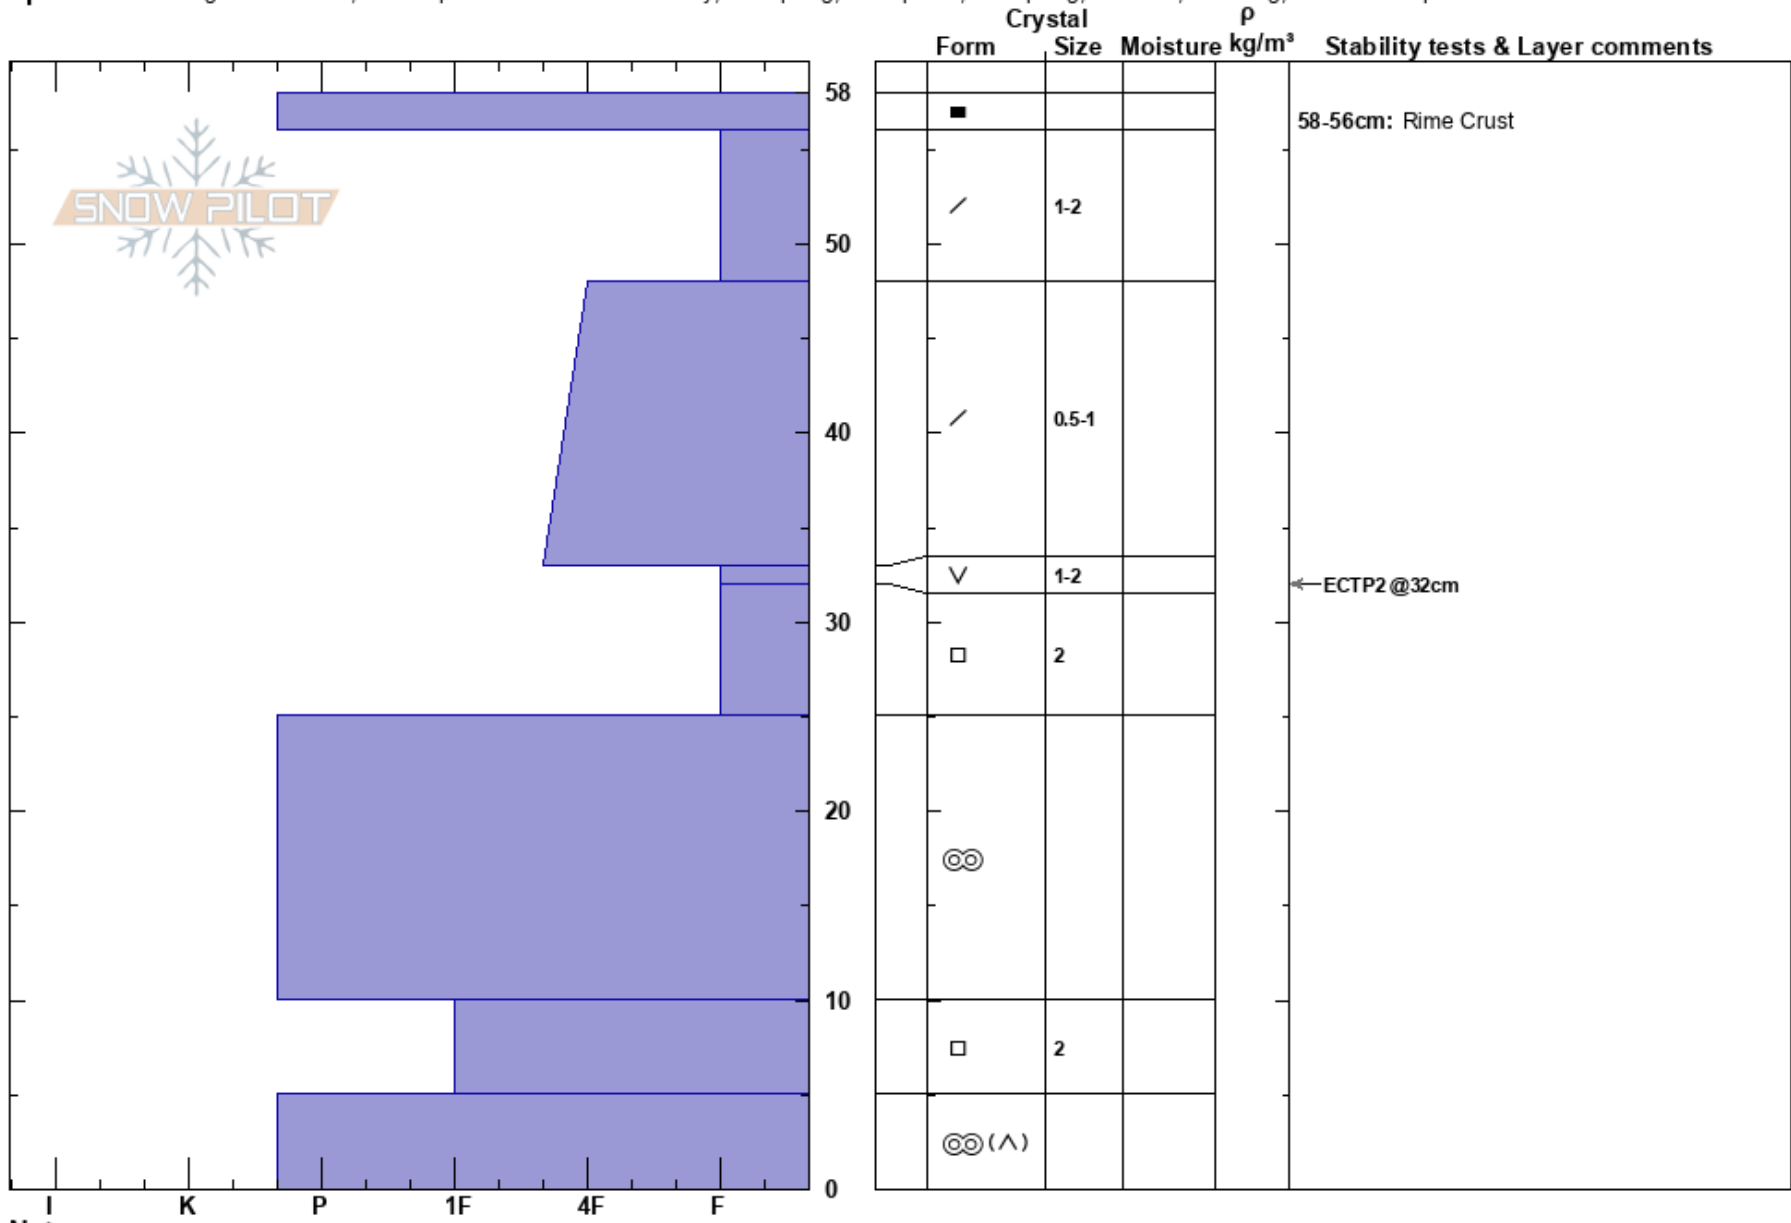 Crystal
Form Size Moisture ρ kg/m³ Stability tests & Layer comments
58
58-56cm: Rime Crust
SNOW PILOT
1-2
50
40
0.5-1
1-2
ECTP2 @32cm
30
2
20
10
2
0
I K P 1F 4F F